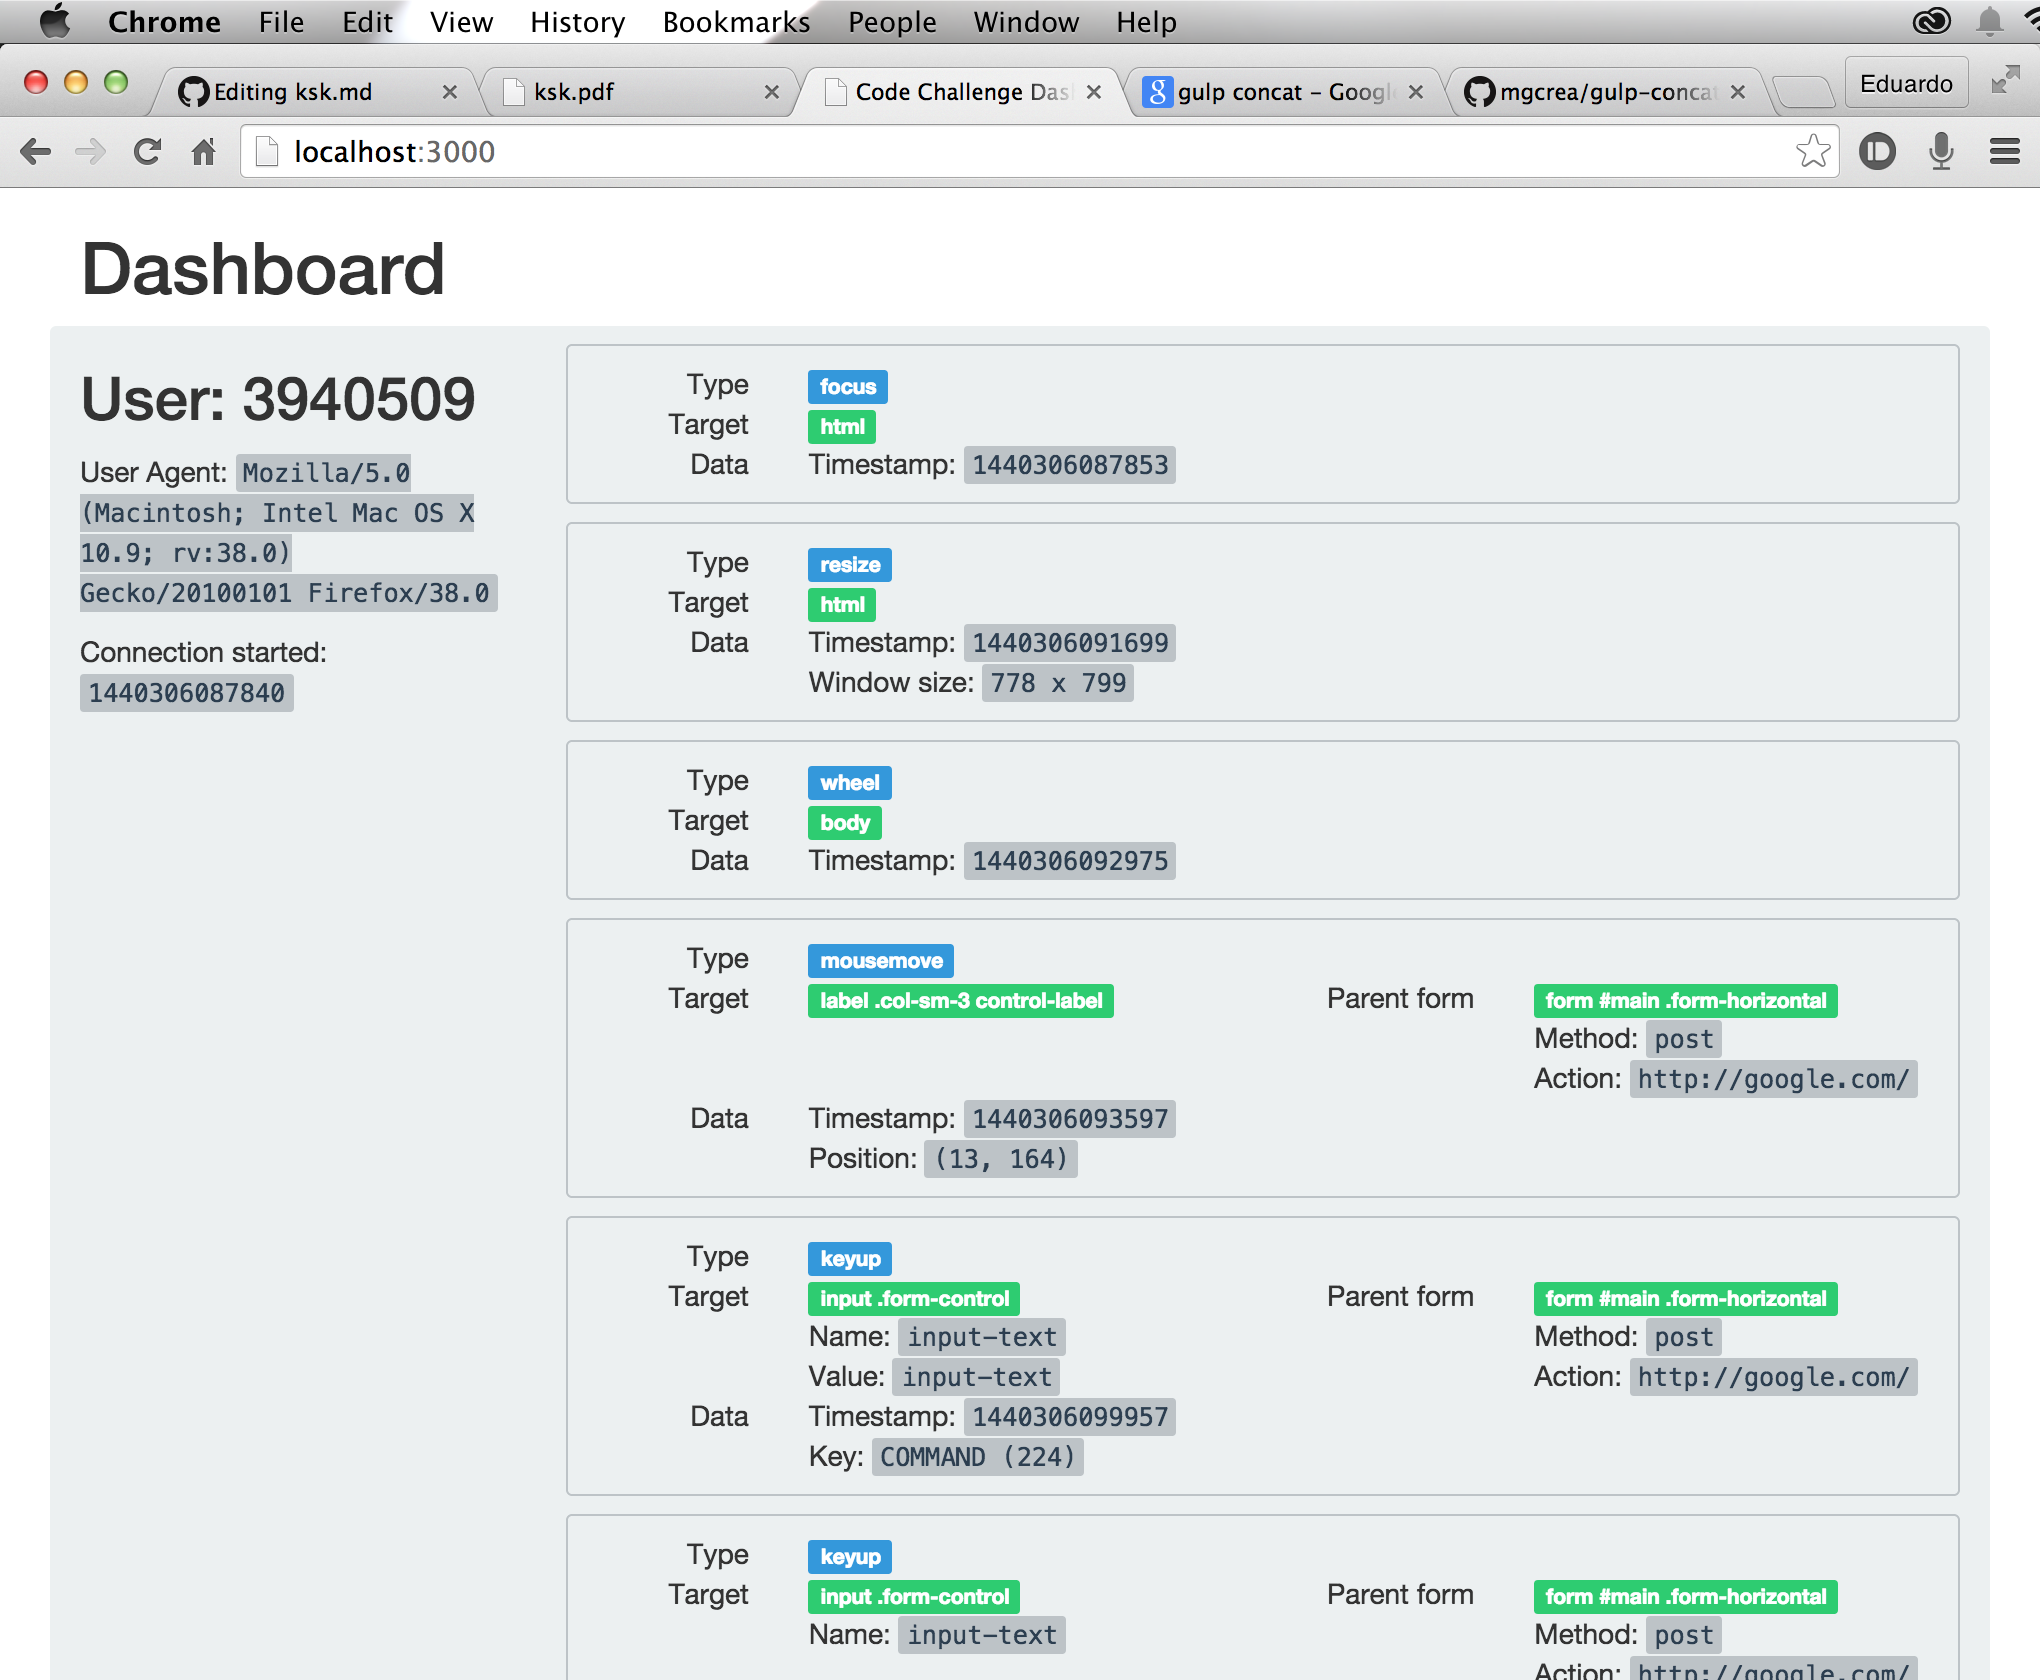 Chrome File Edit View History Bookmarks People Window Help
Editing ksk.md
ksk.pdf
Code Challenge Das
gulp concat – Google
mgcrea/gulp-concat
Eduardo
localhost:3000
Dashboard
User: 3940509
User Agent: Mozilla/5.0
(Macintosh; Intel Mac OS X
10.9; rv:38.0)
Gecko/20100101 Firefox/38.0
Connection started:
1440306087840
Type focus
Target html
Data Timestamp: 1440306087853
Type resize
Target html
Data Timestamp: 1440306091699
Window size: 778 x 799
Type wheel
Target body
Data Timestamp: 1440306092975
Type mousemove
Target label .col-sm-3 control-label Parent form form #main .form-horizontal
Method: post
Action: http://google.com/
Data Timestamp: 1440306093597
Position: (13, 164)
Type keyup
Target input .form-control Parent form form #main .form-horizontal
Name: input-text Method: post
Value: input-text Action: http://google.com/
Data Timestamp: 1440306099957
Key: COMMAND (224)
Type keyup
Target input .form-control Parent form form #main .form-horizontal
Name: input-text Method: post
Action: http://google.com/